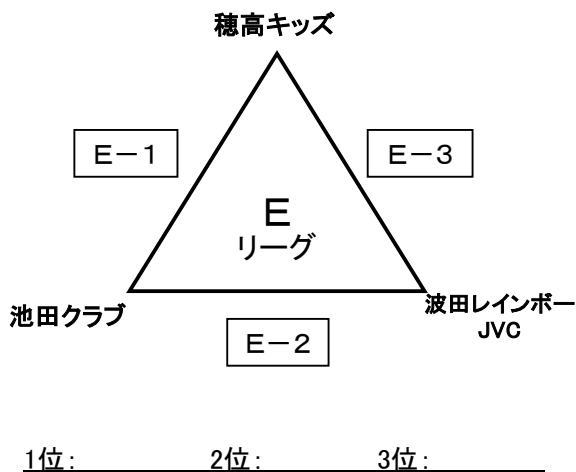 穂高キッズ
E－1
E－3
E
リーグ
池田クラブ
波田レインボー
JVC
E－2
1位： 2位： 3位：